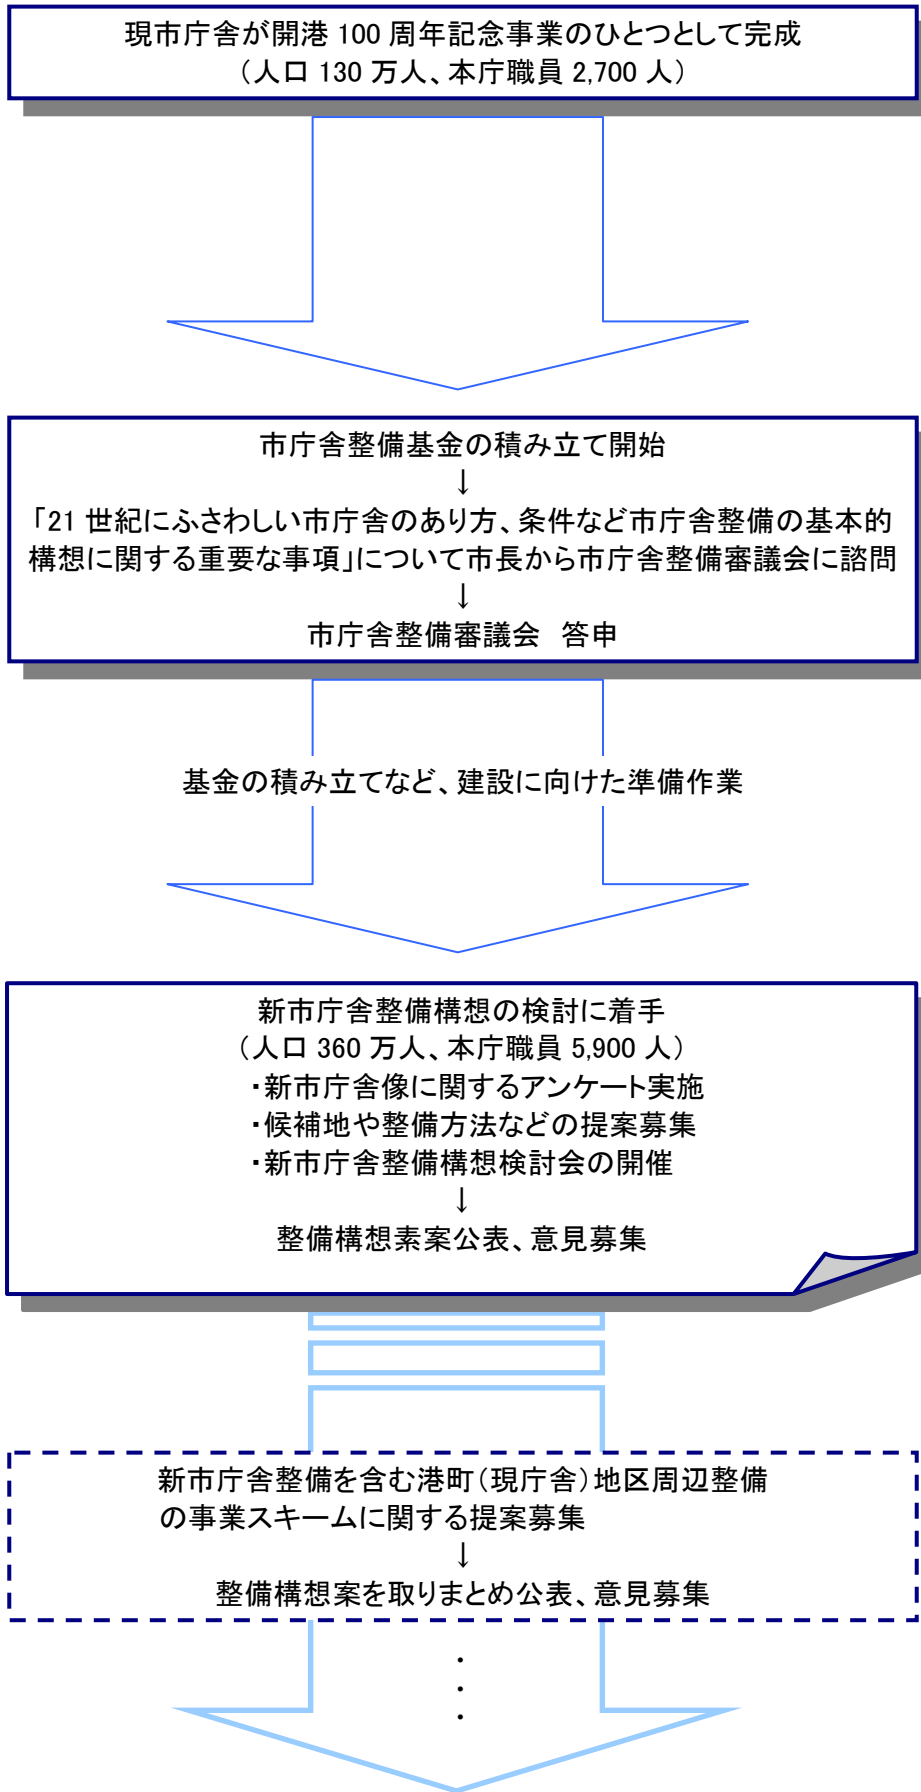 現市庁舎が開港 100 周年記念事業のひとつとして完成
（人口 130 万人、本庁職員 2,700 人）
市庁舎整備基金の積み立て開始
↓
「21 世紀にふさわしい市庁舎のあり方、条件など市庁舎整備の基本的
構想に関する重要な事項」について市長から市庁舎整備審議会に諮問
↓
市庁舎整備審議会　答申
基金の積み立てなど、建設に向けた準備作業
新市庁舎整備構想の検討に着手
（人口 360 万人、本庁職員 5,900 人）
・新市庁舎像に関するアンケート実施
・候補地や整備方法などの提案募集
・新市庁舎整備構想検討会の開催
↓
整備構想素案公表、意見募集
新市庁舎整備を含む港町（現庁舎）地区周辺整備
の事業スキームに関する提案募集
↓
整備構想案を取りまとめ公表、意見募集
・
・
・